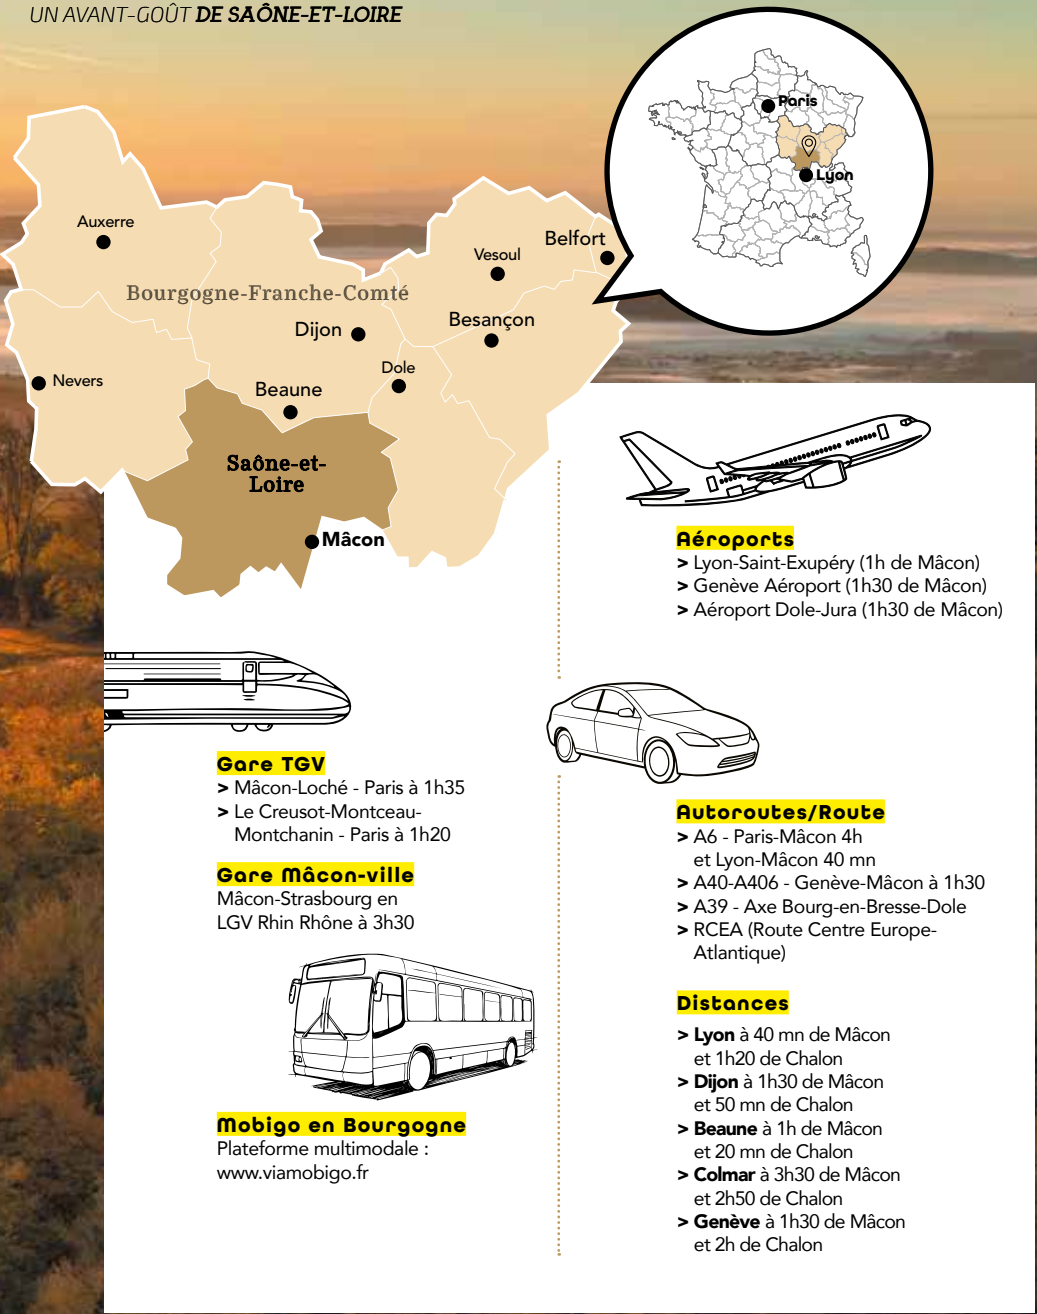 UN AVANT-GOÛT DE SAÔNE-ET-LOIRE
Paris
Lyon
Auxerre
Belfort
Vesoul
Bourgogne-Franche-Comté
Besançon
Dijon
Dole
Nevers
Beaune
Saône-et-
Loire
Mâcon
Aéroports
> Lyon-Saint-Exupéry (1h de Mâcon)
> Genève Aéroport (1h30 de Mâcon)
> Aéroport Dole-Jura (1h30 de Mâcon)
Gare TGV
> Mâcon-Loché - Paris à 1h35
> Le Creusot-Montceau-
Montchanin - Paris à 1h20
Gare Mâcon-ville
Mâcon-Strasbourg en
LGV Rhin Rhône à 3h30
Mobigo en Bourgogne
Plateforme multimodale :
www.viamobigo.fr
Autoroutes/Route
> A6 - Paris-Mâcon 4h
et Lyon-Mâcon 40 mn
> A40-A406 - Genève-Mâcon à 1h30
> A39 - Axe Bourg-en-Bresse-Dole
> RCEA (Route Centre Europe-
Atlantique)
Distances
> Lyon à 40 mn de Mâcon
et 1h20 de Chalon
> Dijon à 1h30 de Mâcon
et 50 mn de Chalon
> Beaune à 1h de Mâcon
et 20 mn de Chalon
> Colmar à 3h30 de Mâcon
et 2h50 de Chalon
> Genève à 1h30 de Mâcon
et 2h de Chalon